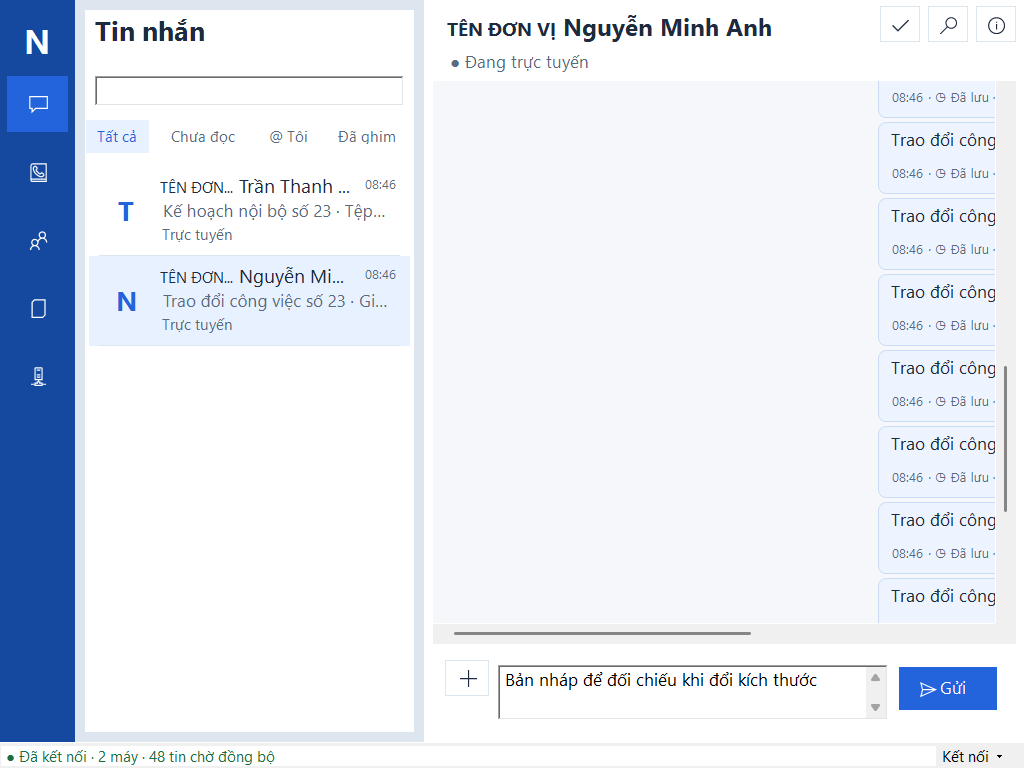 N
Tin nhắn
Tất cả Chưa đọc @ Tôi Đã ghim
T
TÊN ĐƠN... Trần Thanh ... 08:46
Kế hoạch nội bộ số 23 · Tệp...
Trực tuyến
N
TÊN ĐƠN... Nguyễn Mi... 08:46
Trao đổi công việc số 23 · Gi...
Trực tuyến
TÊN ĐƠN VỊ Nguyễn Minh Anh
● Đang trực tuyến
08:46 · ◷ Đã lưu ·
Trao đổi công
08:46 · ◷ Đã lưu ·
Trao đổi công
08:46 · ◷ Đã lưu ·
Trao đổi công
08:46 · ◷ Đã lưu ·
Trao đổi công
08:46 · ◷ Đã lưu ·
Trao đổi công
08:46 · ◷ Đã lưu ·
Trao đổi công
08:46 · ◷ Đã lưu ·
Trao đổi công
Bản nháp để đối chiếu khi đổi kích thước
Gửi
● Đã kết nối · 2 máy · 48 tin chờ đồng bộ
Kết nối